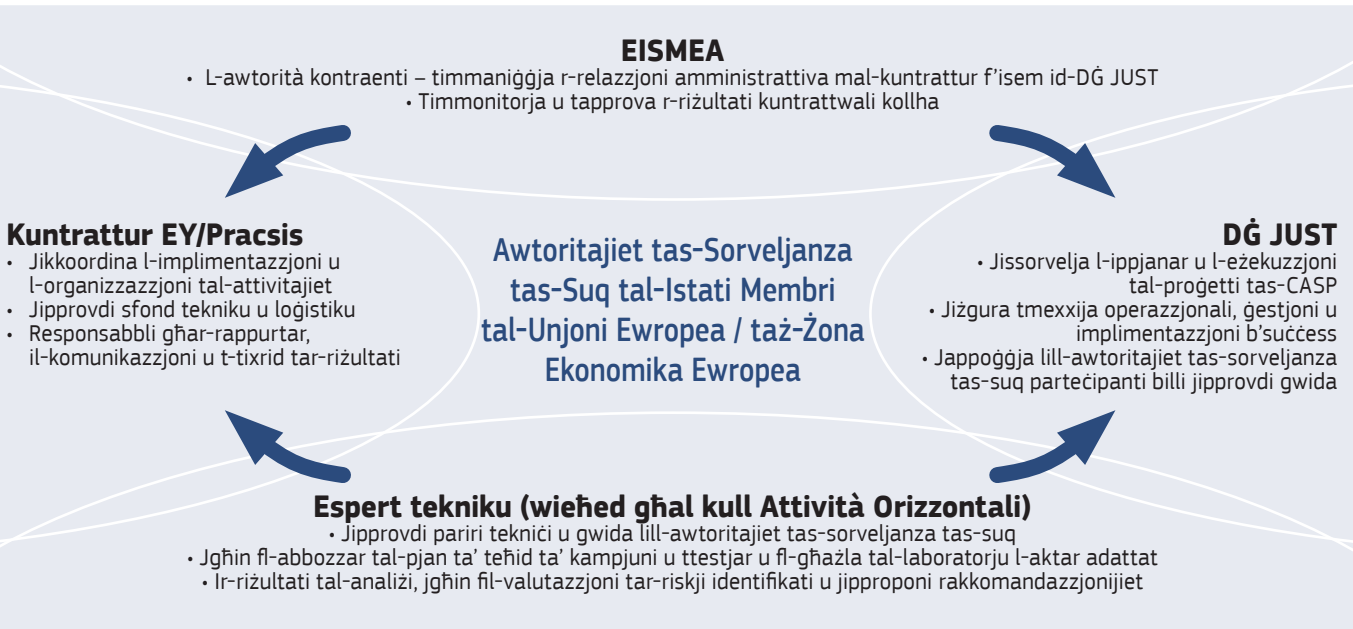 EISMEA
• L-awtorità kontraenti – timmaniġġja r-relazzjoni amministrattiva mal-kuntrattur f'isem id-DĠ JUST
• Timmonitorja u tapprova r-riżultati kuntrattwali kollha
Kuntrattur EY/Pracsis
• Jikkoordina l-implimentazzjoni u
l-organizzazzjoni tal-attivitajiet
• Jipprovdi sfond tekniku u loġistiku
• Responsabbli għar-rappurtar,
il-komunikazzjoni u t-tixrid tar-riżultati
Awtoritajiet tas-Sorveljanza
tas-Suq tal-Istati Membri
tal-Unjoni Ewropea / taż-Żona
Ekonomika Ewropea
DĠ JUST
• Jissorvelja l-ippjanar u l-eżekuzzjoni
tal-proġetti tas-CASP
• Jiżgura tmexxija operazzjonali, ġestjoni u
implimentazzjoni b'suċċess
• Jappoġġja lill-awtoritajiet tas-sorveljanza
tas-suq parteċipanti billi jipprovdi gwida
Espert tekniku (wieħed għal kull Attività Orizzontali)
• Jipprovdi pariri tekniċi u gwida lill-awtoritajiet tas-sorveljanza tas-suq
• Jgħin fl-abbozzar tal-pjan ta' teħid ta' kampjuni u ttestjar u fl-għażla tal-laboratorju l-aktar adattat
• Ir-riżultati tal-analiżi, jgħin fil-valutazzjoni tar-riskji identifikati u jipproponi rakkomandazzjonijiet